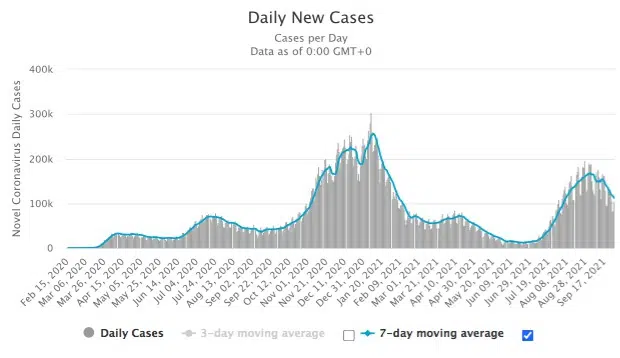 Daily New Cases
Cases per Day
Data as of 0:00 GMT+0
Novel Coronavirus Daily Cases
400k
300k
200k
100k
0
Feb 15, 2020
Mar 06, 2020
Mar 26, 2020
Apr 15, 2020
May 05, 2020
May 25, 2020
Jun 14, 2020
Jul 04, 2020
Jul 24, 2020
Aug 13, 2020
Sep 02, 2020
Sep 22, 2020
Oct 12, 2020
Nov 01, 2020
Nov 21, 2020
Dec 11, 2020
Dec 31, 2020
Jan 20, 2021
Feb 09, 2021
Mar 01, 2021
Mar 21, 2021
Apr 10, 2021
Apr 30, 2021
May 20, 2021
Jun 09, 2021
Jun 29, 2021
Jul 19, 2021
Aug 08, 2021
Aug 28, 2021
Sep 17, 2021
Daily Cases 3-day moving average 7-day moving average